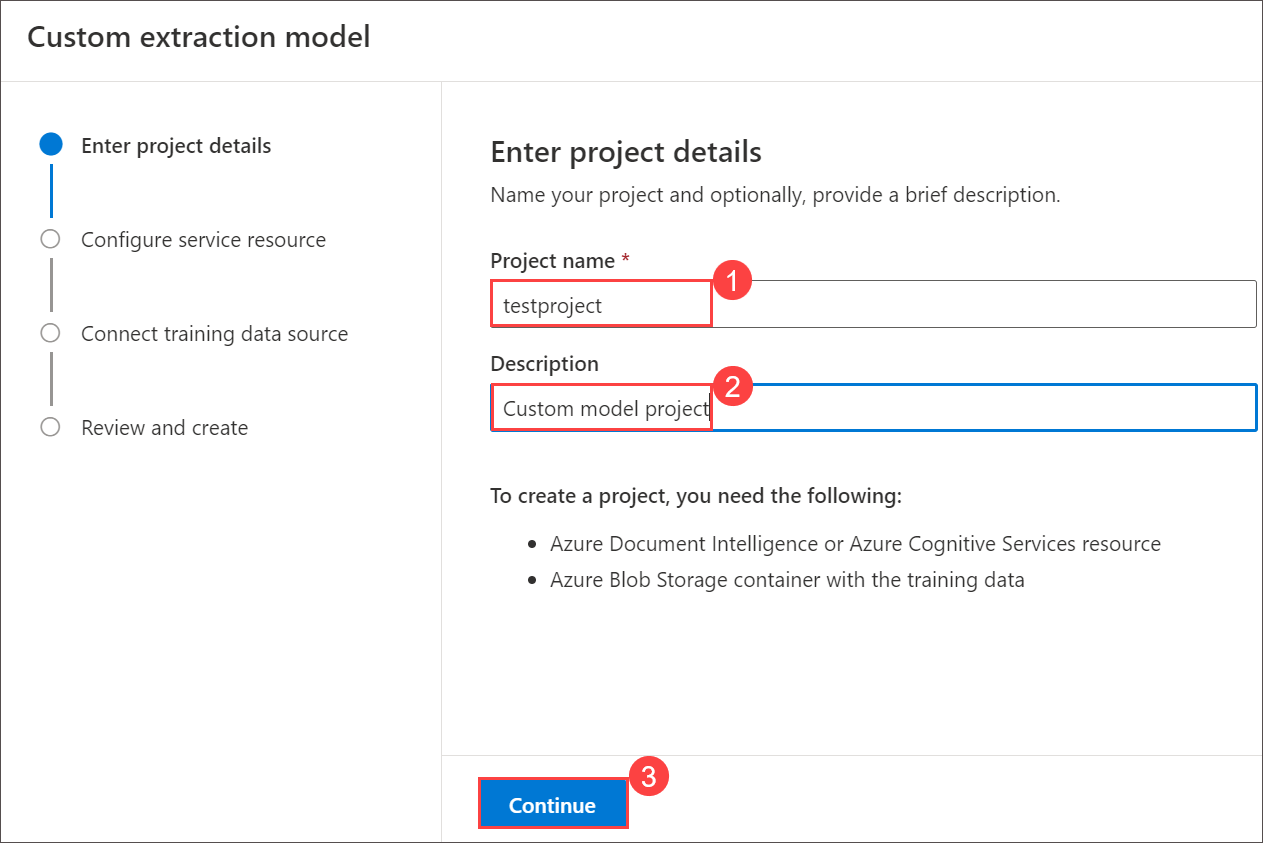 Custom extraction model
Enter project details
Configure service resource
Connect training data source
Review and create
Enter project details
Name your project and optionally, provide a brief description.
Project name *
1
testproject
Description
2
Custom model project
To create a project, you need the following:
• Azure Document Intelligence or Azure Cognitive Services resource
• Azure Blob Storage container with the training data
3
Continue